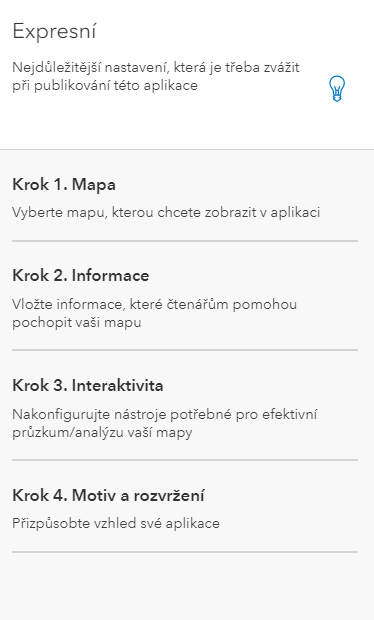 Expresní
Nejdůležitější nastavení, která je třeba zvážit
při publikování této aplikace
Krok 1. Mapa
Vyberte mapu, kterou chcete zobrazit v aplikaci
Krok 2. Informace
Vložte informace, které čtenářům pomohou
pochopit vaši mapu
Krok 3. Interaktivita
Nakonfigurujte nástroje potřebné pro efektivní
průzkum/analýzu vaší mapy
Krok 4. Motiv a rozvržení
Přizpůsobte vzhled své aplikace